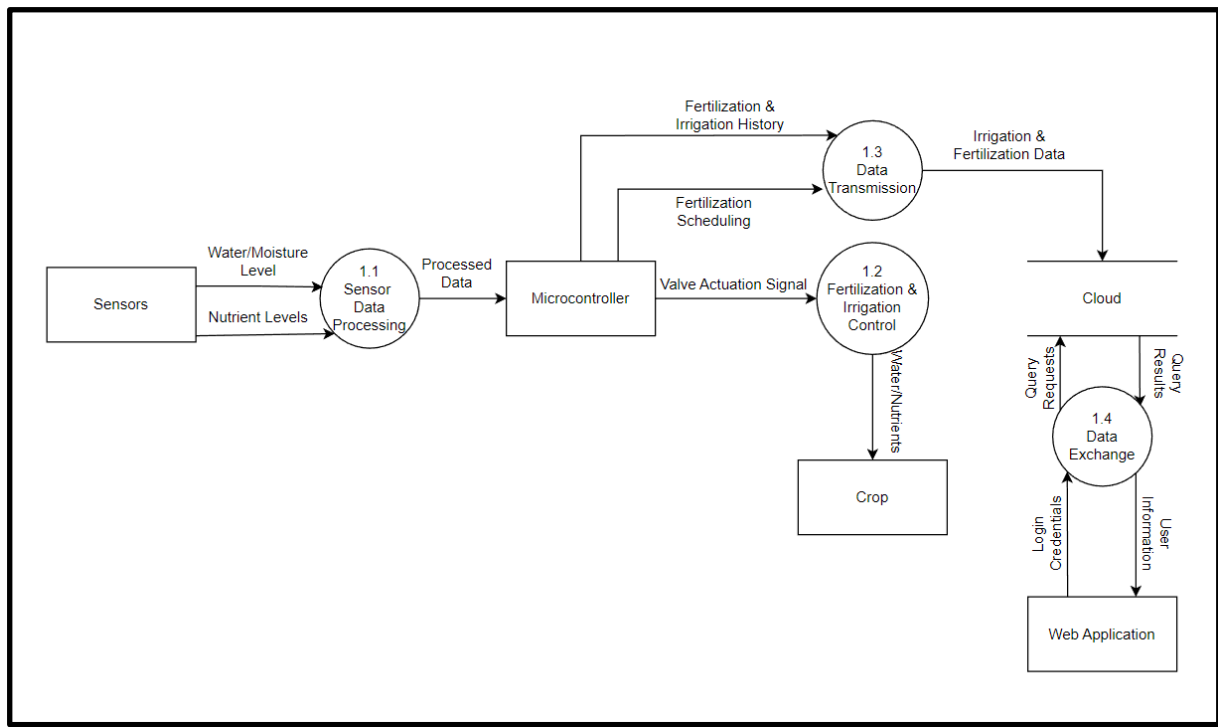 Fertilization &
Irrigation History
1.3
Data
Transmission
Irrigation &
Fertilization Data
Fertilization
Scheduling
Water/Moisture
Level
Nutrient Levels
Sensors
1.1
Sensor
Data
Processing
Processed
Data
Microcontroller
Valve Actuation Signal
1.2
Fertilization &
Irrigation
Control
Water/Nutrients
Crop
Cloud
Query
Requests
Query
Results
1.4
Data
Exchange
Login
Credentials
User
Information
Web Application